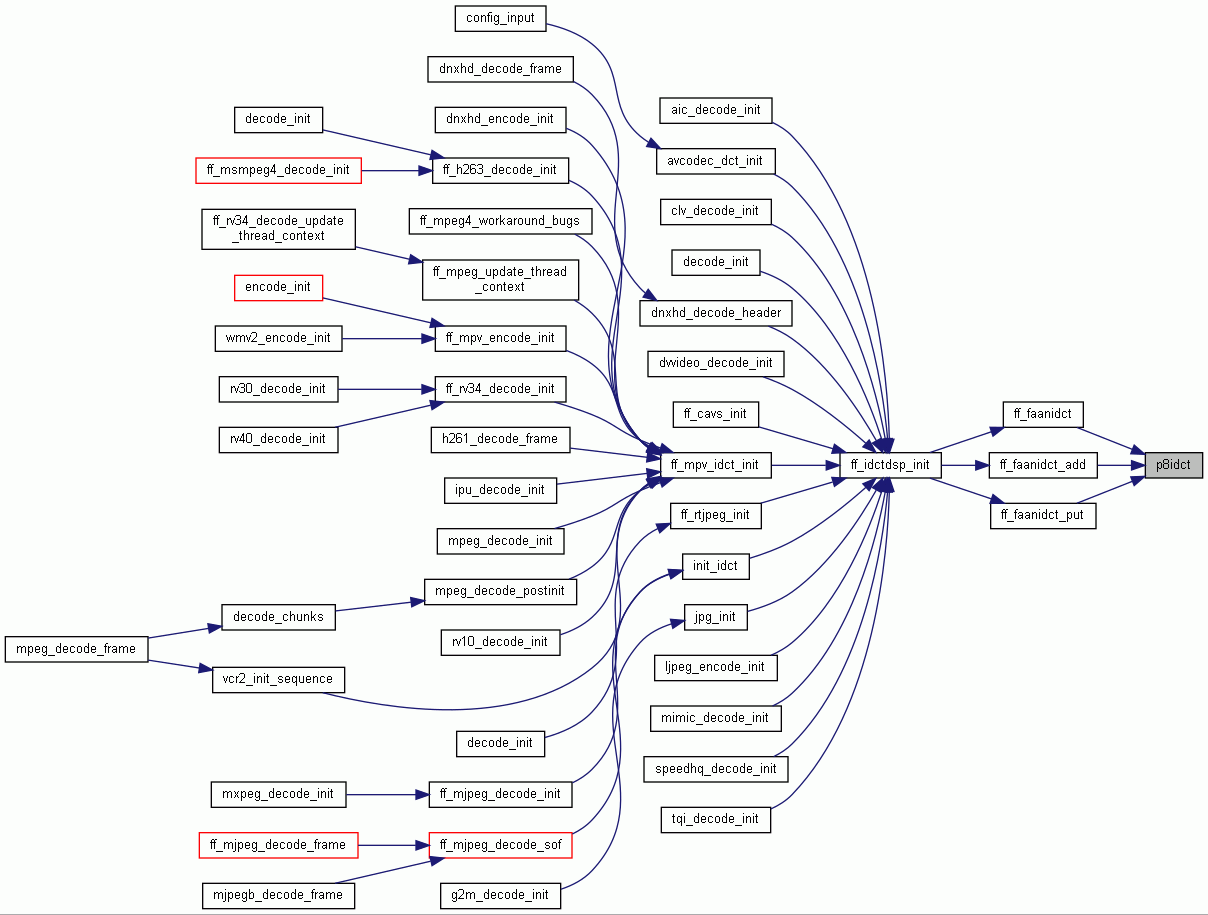 config_input
dnxhd_decode_frame
aic_decode_init
decode_init
dnxhd_encode_init
avcodec_dct_init
ff_msmpeg4_decode_init
ff_h263_decode_init
clv_decode_init
ff_rv34_decode_update
_thread_context
ff_mpeg4_workaround_bugs
decode_init
ff_mpeg_update_thread
_context
encode_init
dnxhd_decode_header
wmv2_encode_init
ff_mpv_encode_init
dvvideo_decode_init
rv30_decode_init
ff_rv34_decode_init
ff_cavs_init
ff_faanidct
rv40_decode_init
h261_decode_frame
ff_mpv_idct_init
ff_idctdsp_init
ff_faanidct_add
p8idct
ipu_decode_init
ff_rtjpeg_init
ff_faanidct_put
mpeg_decode_init
init_idct
mpeg_decode_postinit
decode_chunks
jpg_init
mpeg_decode_frame
rv10_decode_init
ljpeg_encode_init
vcr2_init_sequence
mimic_decode_init
decode_init
speedhq_decode_init
mxpeg_decode_init
ff_mjpeg_decode_init
tqi_decode_init
ff_mjpeg_decode_frame
ff_mjpeg_decode_sof
mjpegb_decode_frame
g2m_decode_init